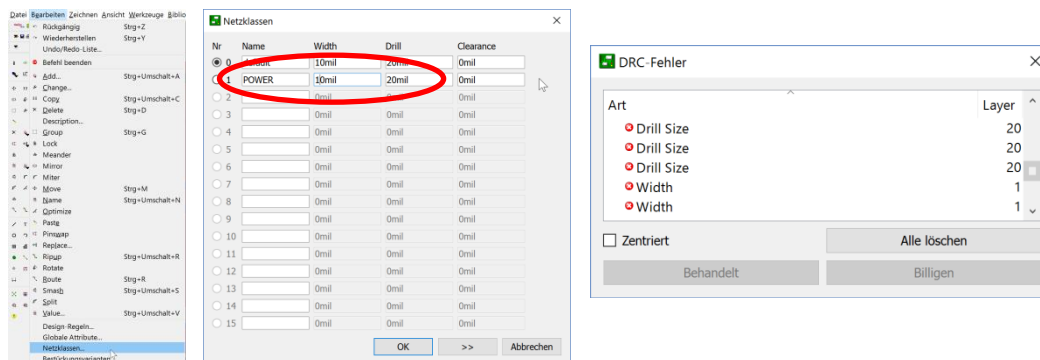 Datei Bearbeiten Zeichnen Ansicht Werkzeuge Biblio
Rückgängig Strg+Z
Wiederherstellen Strg+Y
Undo/Redo-Liste...
Befehl beenden
Add... Strg+Umschalt+A
Change...
Copy Strg+Umschalt+C
Delete Strg+D
Description...
Group Strg+G
Lock
Meander
Mirror
Miter
Move Strg+M
Name Strg+Umschalt+N
Optimize
Paste
Pinswap
Replace...
Ripup Strg+Umschalt+R
Rotate
Route Strg+R
Smash Strg+Umschalt+S
Split
Value... Strg+Umschalt+V
Design-Regeln...
Globale Attribute...
Netzklassen...
Bestückungsvarianten
Netzklassen
Nr Name Width Drill Clearance
0 default 10mil 20mil 0mil
1 POWER 10mil 20mil 0mil
2 0mil 0mil 0mil
3 0mil 0mil 0mil
4 0mil 0mil 0mil
5 0mil 0mil 0mil
6 0mil 0mil 0mil
7 0mil 0mil 0mil
8 0mil 0mil 0mil
9 0mil 0mil 0mil
10 0mil 0mil 0mil
11 0mil 0mil 0mil
12 0mil 0mil 0mil
13 0mil 0mil 0mil
14 0mil 0mil 0mil
15 0mil 0mil 0mil
OK >> Abbrechen
DRC-Fehler
Art Layer
Drill Size 20
Drill Size 20
Drill Size 20
Width 1
Width 1
Zentriert Alle löschen
Behandelt Billigen